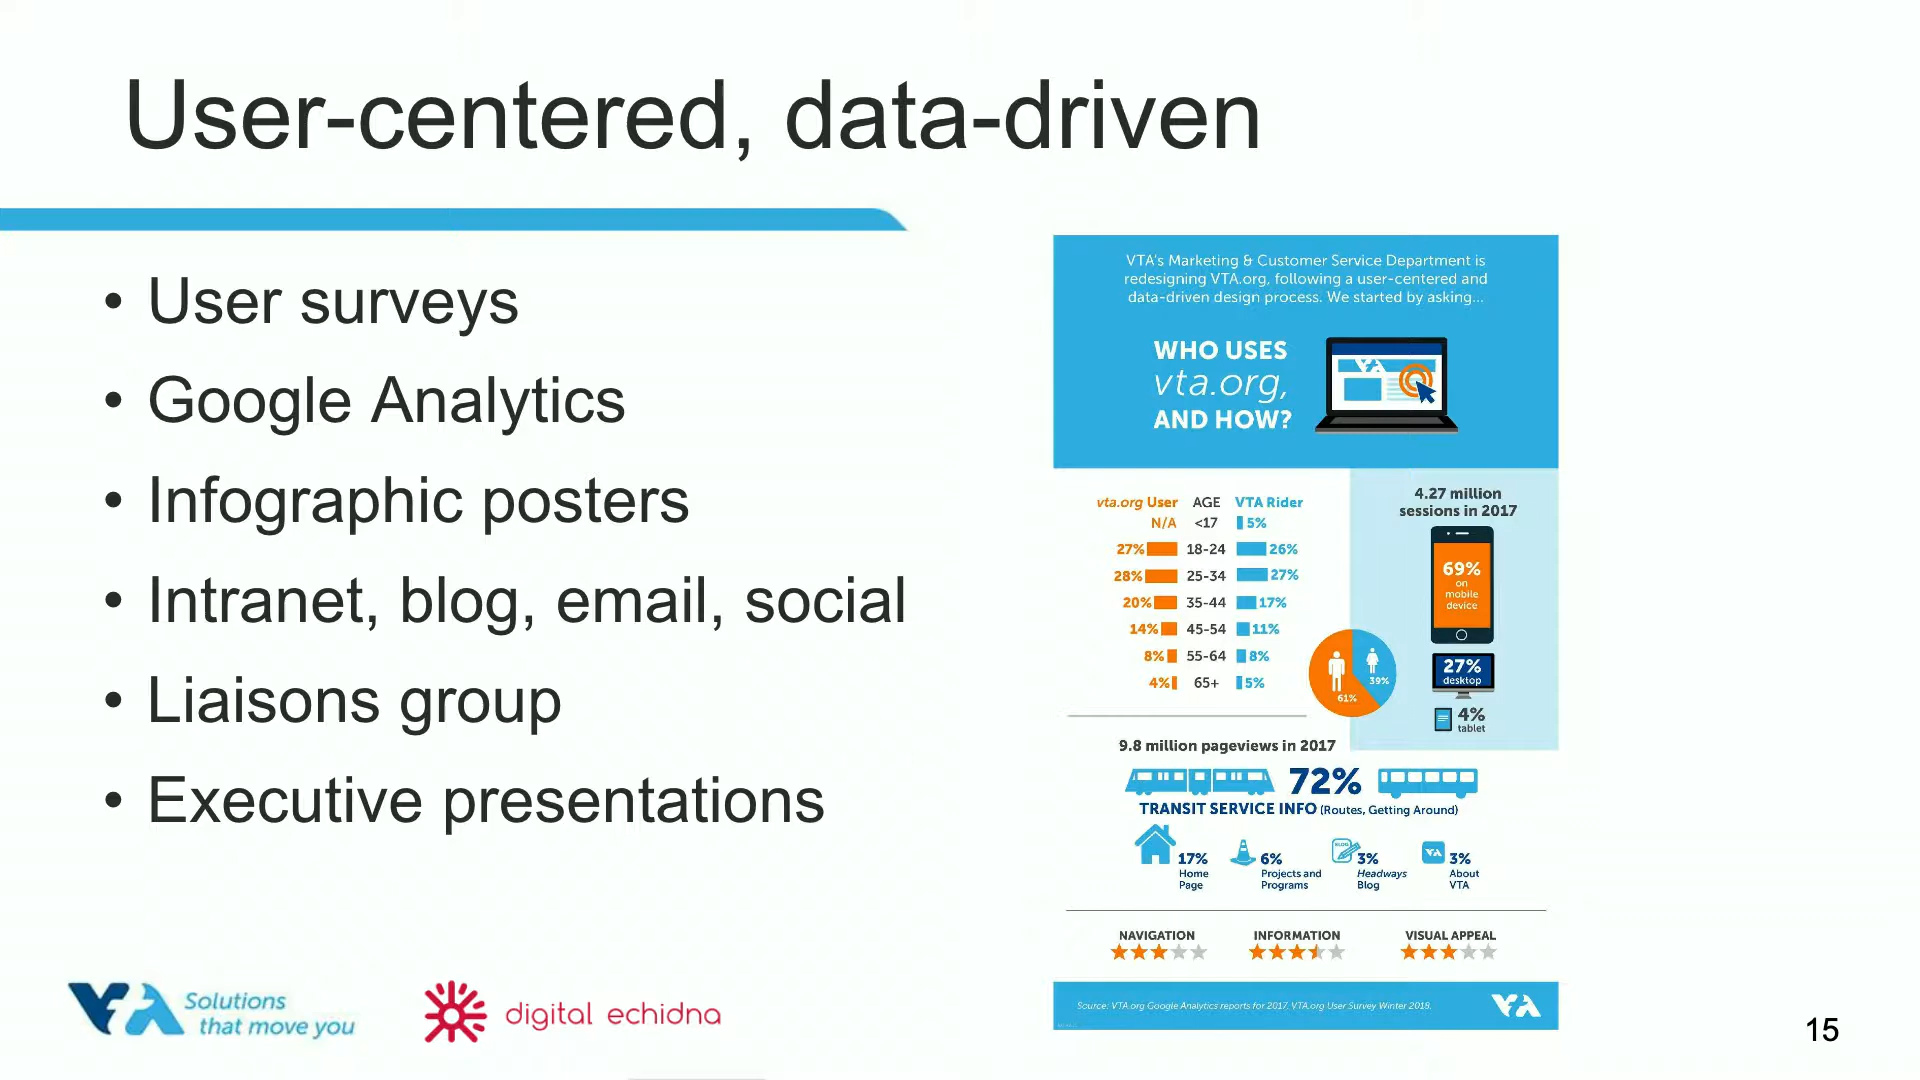 User-centered, data-driven
• User surveys
• Google Analytics
• Infographic posters
• Intranet, blog, email, social
• Liaisons group
• Executive presentations
VTA's Marketing & Customer Service Department is
redesigning VTA.org, following a user-centered and
data-driven design process. We started by asking...
WHO USES
vta.org,
AND HOW?
vta.org User AGE VTA Rider
N/A <17 5%
27% 18-24 26%
28% 25-34 27%
20% 35-44 17%
14% 45-54 11%
8% 55-64 8%
4% 65+ 5%
61%
39%
4.27 million
sessions in 2017
69%
on
mobile
device
27%
desktop
4%
tablet
9.8 million pageviews in 2017
72%
TRANSIT SERVICE INFO (Routes, Getting Around)
17%
Home
Page
6%
Projects and
Programs
BLOG
3%
Headways
Blog
VTA
3%
About
VTA
NAVIGATION INFORMATION VISUAL APPEAL
Source: VTA.org Google Analytics reports for 2017. VTA.org User Survey Winter 2018.
VTA
VTA Solutions
that move you
digital echidna
15